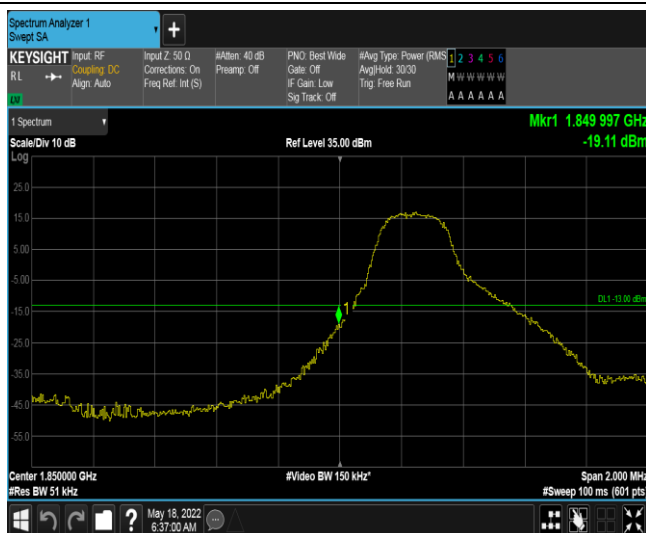 Spectrum Analyzer 1
Swept SA
+
KEYSIGHT Input: RF Input Z: 50 Ω #Atten: 40 dB PNO: Best Wide #Avg Type: Power (RMS 1 2 3 4 5 6
RL Coupling: DC Corrections: On Preamp: Off Gate: Off Avg|Hold: 30/30 M W W W W W
Align: Auto Freq Ref: Int (S) IF Gain: Low Trig: Free Run
Sig Track: Off A A A A A A
1 Spectrum Mkr1 1.849 997 GHz
Scale/Div 10 dB Ref Level 35.00 dBm -19.11 dBm
Log
25.0
15.0
5.00
-5.00
DL1 -13.00 dBm
1
-15.0
-25.0
-35.0
-45.0
-55.0
Center 1.850000 GHz #Video BW 150 kHz* Span 2.000 MHz
#Res BW 51 kHz #Sweep 100 ms (601 pts)
? May 18, 2022
6:37:00 AM